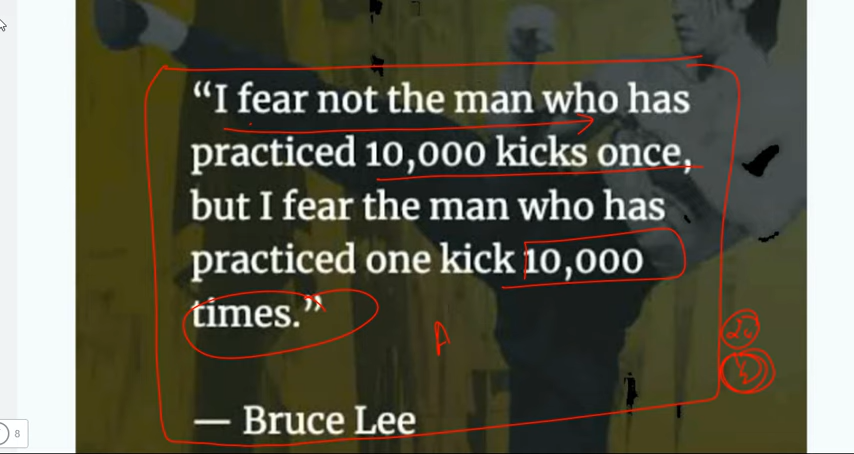 “I fear not the man who has
practiced 10,000 kicks once,
but I fear the man who has
practiced one kick 10,000
times.”
A
— Bruce Lee
8